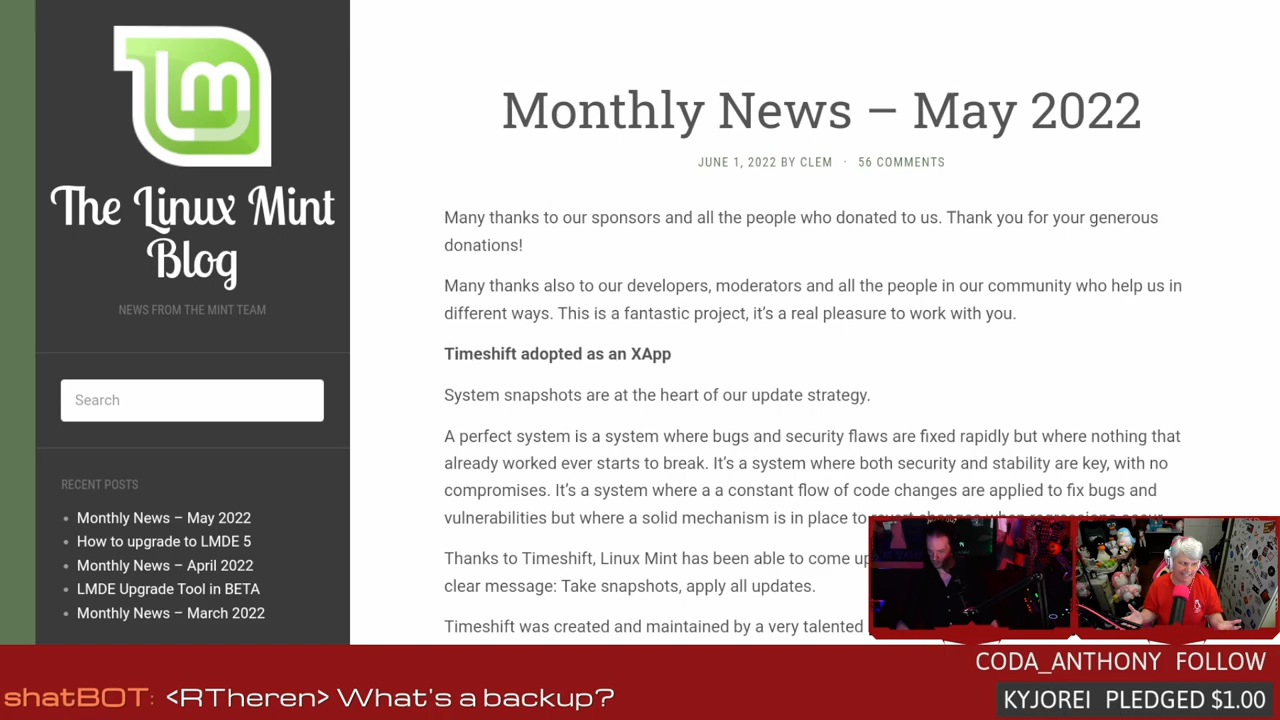 lm
The Linux Mint
Blog
NEWS FROM THE MINT TEAM
Search
RECENT POSTS
Monthly News – May 2022
How to upgrade to LMDE 5
Monthly News – April 2022
LMDE Upgrade Tool in BETA
Monthly News – March 2022
Monthly News – May 2022
JUNE 1, 2022 BY CLEM · 56 COMMENTS
Many thanks to our sponsors and all the people who donated to us. Thank you for your generous
donations!
Many thanks also to our developers, moderators and all the people in our community who help us in
different ways. This is a fantastic project, it’s a real pleasure to work with you.
Timeshift adopted as an XApp
System snapshots are at the heart of our update strategy.
A perfect system is a system where bugs and security flaws are fixed rapidly but where nothing that
already worked ever starts to break. It’s a system where both security and stability are key, with no
compromises. It’s a system where a a constant flow of code changes are applied to fix bugs and
vulnerabilities but where a solid mechanism is in place to revert changes when regressions occur.
Thanks to Timeshift, Linux Mint has been able to come up
clear message: Take snapshots, apply all updates.
Timeshift was created and maintained by a very talented
CODA_ANTHONY FOLLOW
shatBOT: <RTheren> What's a backup?
KYJOREI PLEDGED $1.00